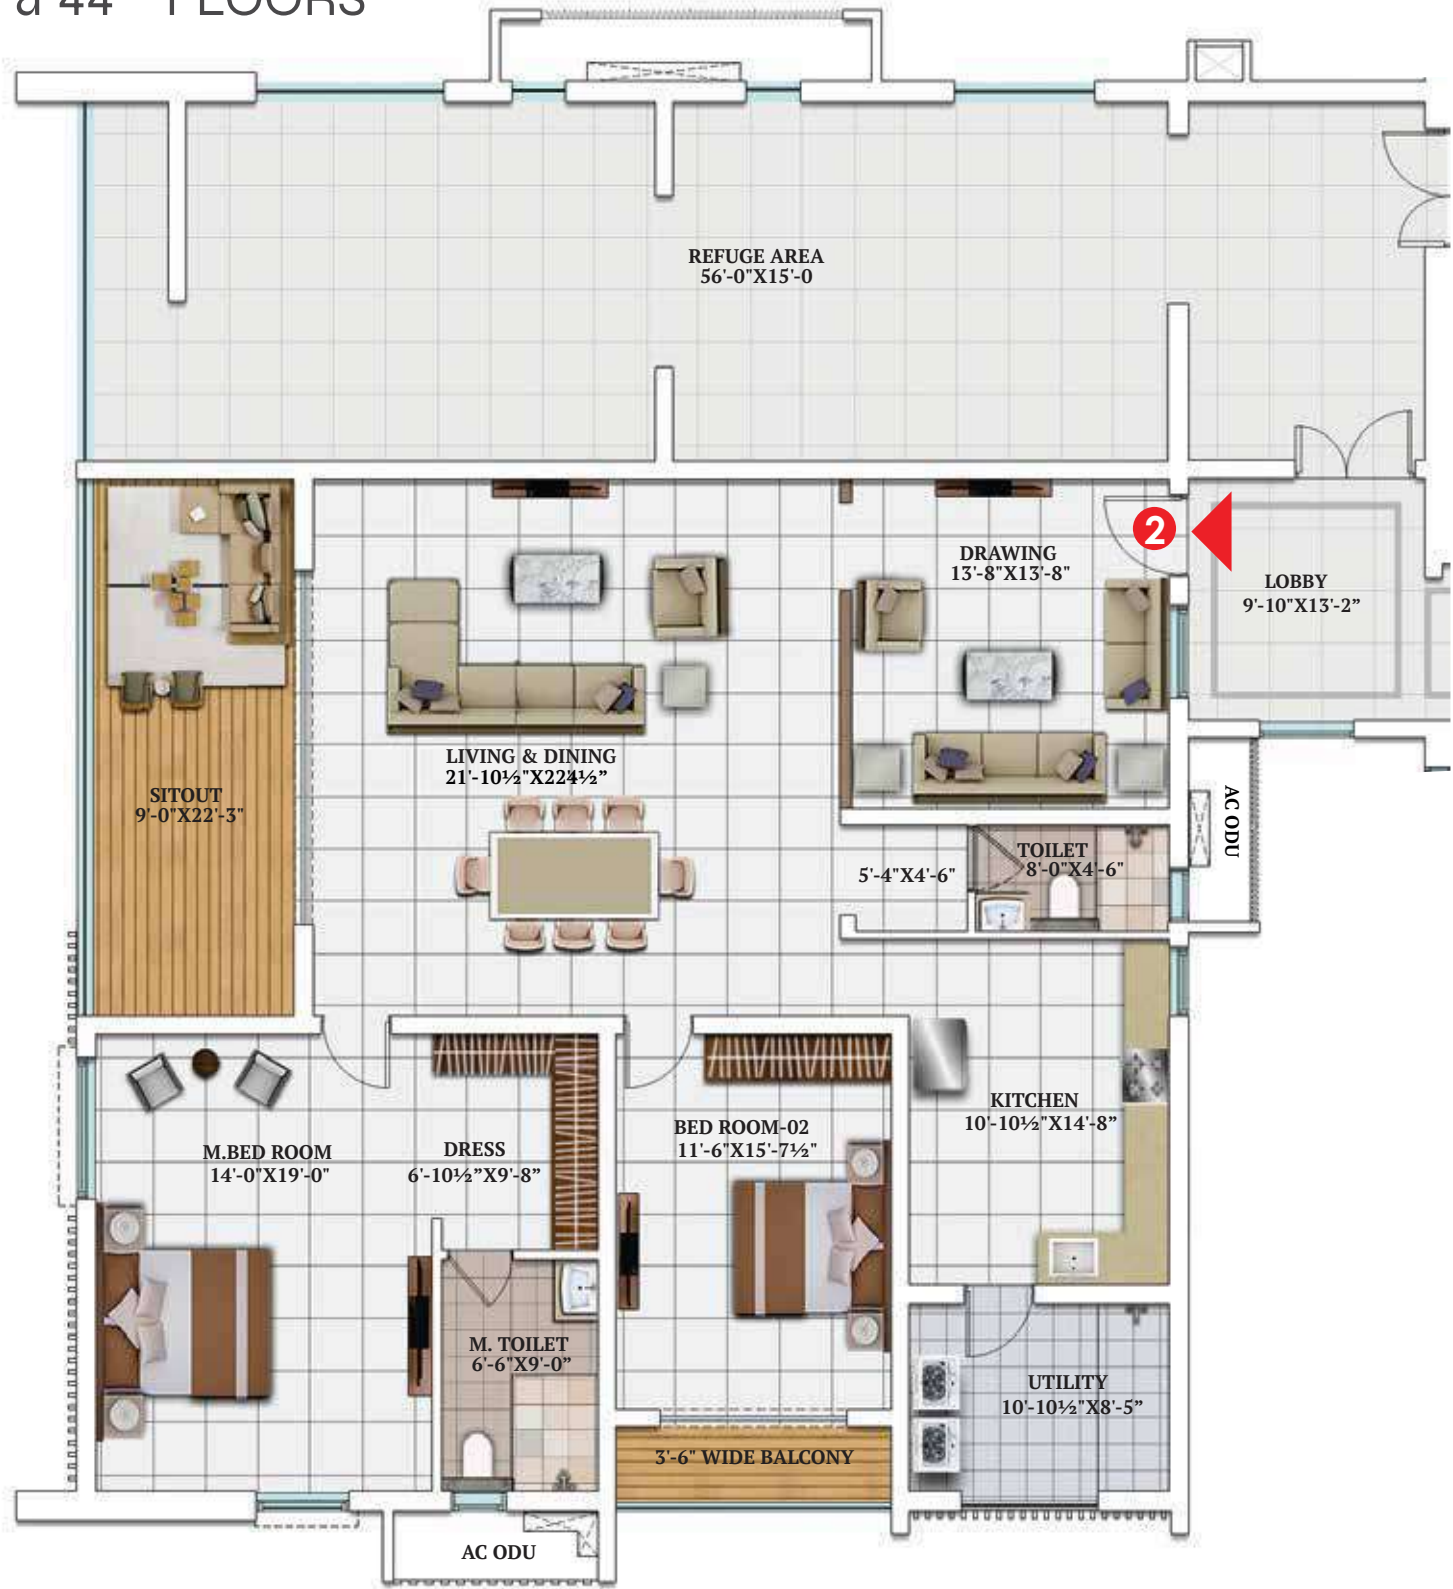 a 44 FLOORS
REFUGE AREA
56'-0"X15'-0
2
DRAWING
13'-8"X13'-8"
LOBBY
9'-10"X13'-2”
LIVING & DINING
21'-10½"X224½”
SITOUT
9'-0"X22'-3"
AC ODU
TOILET
8'-0"X4'-6"
5'-4"X4'-6"
KITCHEN
10'-10½"X14'-8”
BED ROOM-02
11'-6"X15'-7½"
M.BED ROOM
14'-0"X19'-0"
DRESS
6'-10½”X9'-8”
M. TOILET
6'-6"X9'-0”
UTILITY
10'-10½"X8'-5”
3'-6" WIDE BALCONY
AC ODU